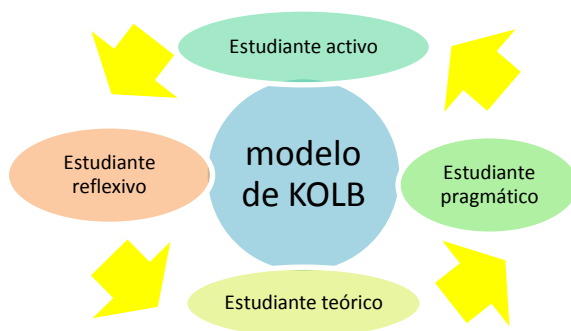 Estudiante activo
Estudiante
reflexivo
modelo
de KOLB
Estudiante
pragmático
Estudiante teórico